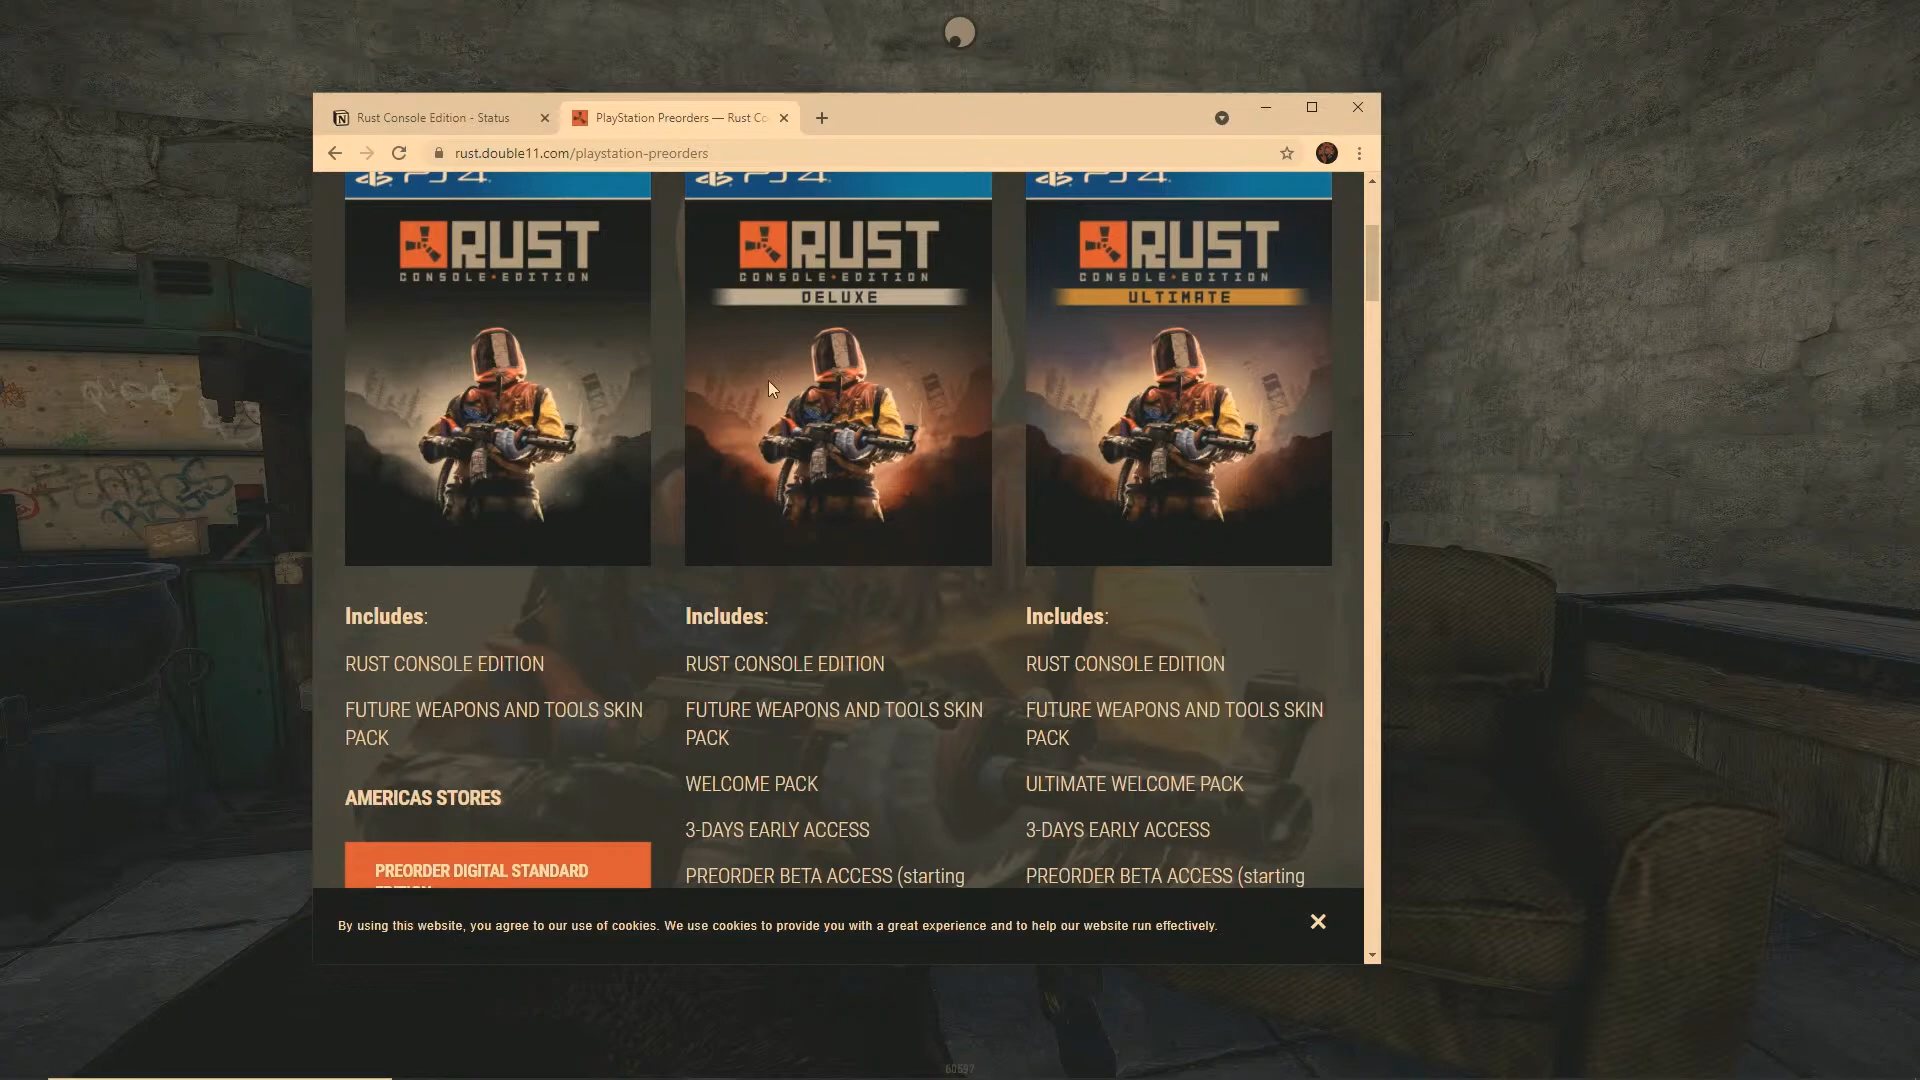 Rust Console Edition - Status
PlayStation Preorders — Rust Co
rust.double11.com/playstation-preorders
PS4 PS4 PS4
RUST RUST RUST
CONSOLE•EDITION CONSOLE•EDITION CONSOLE•EDITION
DELUXE ULTIMATE
Includes:
RUST CONSOLE EDITION
FUTURE WEAPONS AND TOOLS SKIN
PACK
AMERICAS STORES
PREORDER DIGITAL STANDARD
EDITION
Includes:
RUST CONSOLE EDITION
FUTURE WEAPONS AND TOOLS SKIN
PACK
WELCOME PACK
3-DAYS EARLY ACCESS
PREORDER BETA ACCESS (starting
Includes:
RUST CONSOLE EDITION
FUTURE WEAPONS AND TOOLS SKIN
PACK
ULTIMATE WELCOME PACK
3-DAYS EARLY ACCESS
PREORDER BETA ACCESS (starting
By using this website, you agree to our use of cookies. We use cookies to provide you with a great experience and to help our website run effectively.
60597